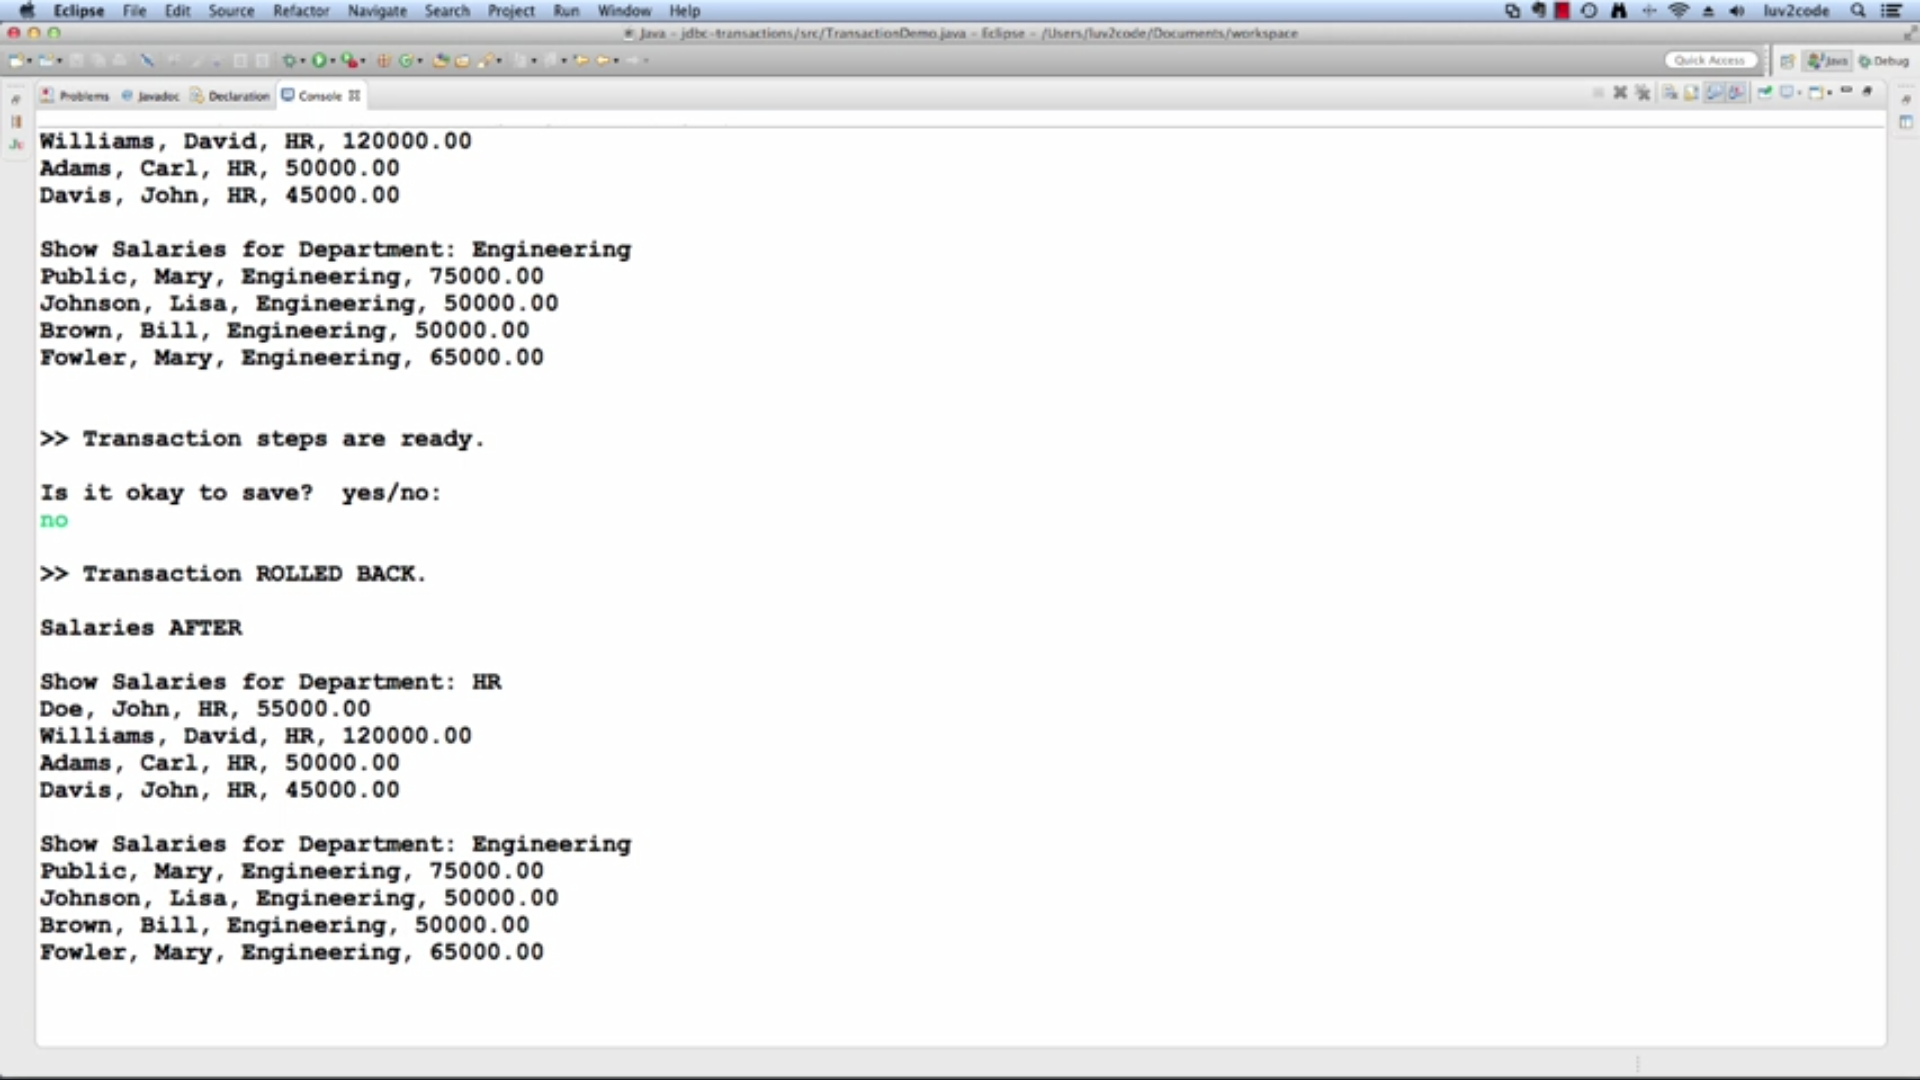 Eclipse File Edit Source Refactor Navigate Search Project Run Window Help luv2code
Java - jdbc-transactions/src/TransactionDemo.java - Eclipse - /Users/luv2code/Documents/workspace
Quick Access Java Debug
Problems Javadoc Declaration Console
Williams, David, HR, 120000.00
Adams, Carl, HR, 50000.00
Davis, John, HR, 45000.00
Show Salaries for Department: Engineering
Public, Mary, Engineering, 75000.00
Johnson, Lisa, Engineering, 50000.00
Brown, Bill, Engineering, 50000.00
Fowler, Mary, Engineering, 65000.00
>> Transaction steps are ready.
Is it okay to save?  yes/no:
no
>> Transaction ROLLED BACK.
Salaries AFTER
Show Salaries for Department: HR
Doe, John, HR, 55000.00
Williams, David, HR, 120000.00
Adams, Carl, HR, 50000.00
Davis, John, HR, 45000.00
Show Salaries for Department: Engineering
Public, Mary, Engineering, 75000.00
Johnson, Lisa, Engineering, 50000.00
Brown, Bill, Engineering, 50000.00
Fowler, Mary, Engineering, 65000.00